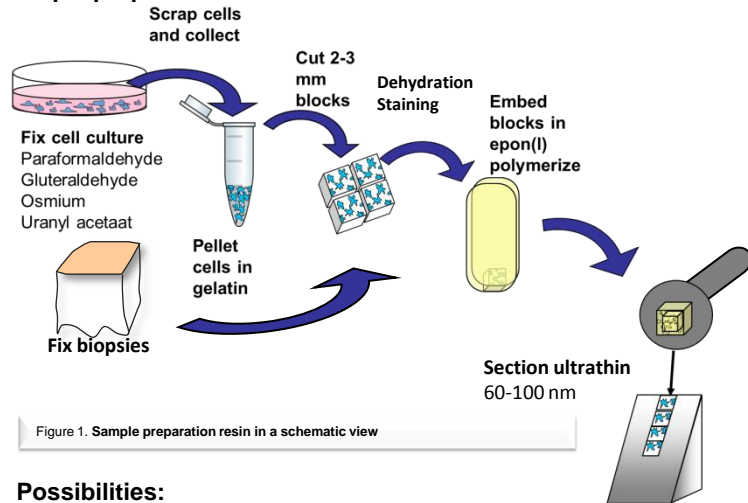 Scrap cells
and collect
Cut 2-3
mm
blocks
Dehydration
Staining
Embed
blocks in
epon(l)
polymerize
Fix cell culture
Paraformaldehyde
Gluteraldehyde
Osmium
Uranyl acetaat
Pellet
cells in
gelatin
Fix biopsies
Section ultrathin
60-100 nm
Figure 1. Sample preparation resin in a schematic view
Possibilities: